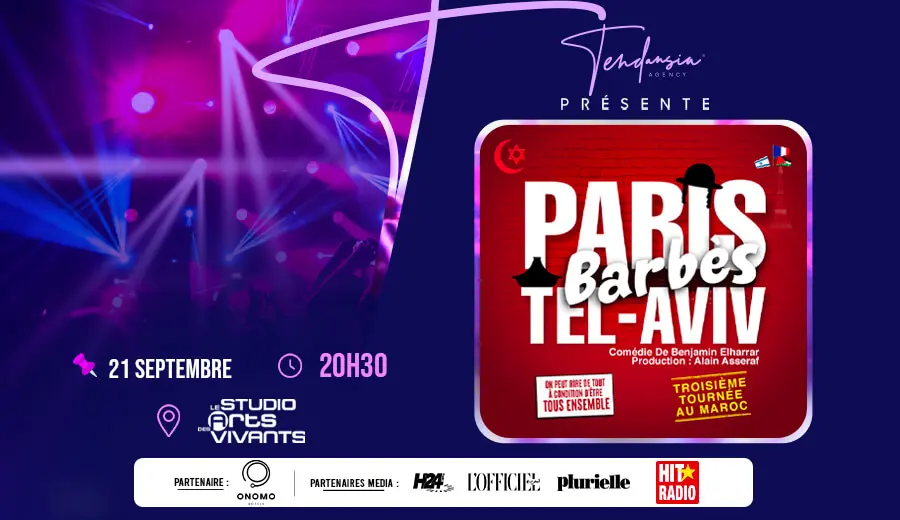 Tendansia
AGENCY
PRÉSENTE
PARIS
Barbès
TEL-AVIV
Comédie De Benjamin Elharrar
Production : Alain Asseraf
ON PEUT RIRE DE TOUT
À CONDITION D'ÊTRE
TOUS ENSEMBLE
TROISIÈME
TOURNÉE
AU MAROC
21 SEPTEMBRE
20H30
LE STUDIO
DES ARTS
VIVANTS
PARTENAIRE :
ONOMO
PARTENAIRES MEDIA :
H24
L'OFFICIEL
plurielle
HIT
RADIO